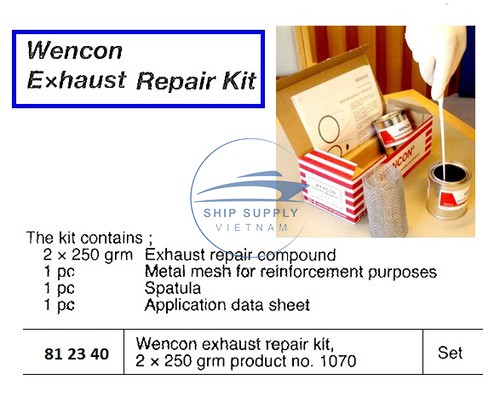 Wencon
Exhaust Repair Kit
WENCON
WENCON
WENCON
SHIP SUPPLY
VIETNAM
The kit contains ;
2 × 250 grm Exhaust repair compound
1 pc Metal mesh for reinforcement purposes
1 pc Spatula
1 pc Application data sheet
81 23 40 Wencon exhaust repair kit, Set
2 × 250 grm product no. 1070